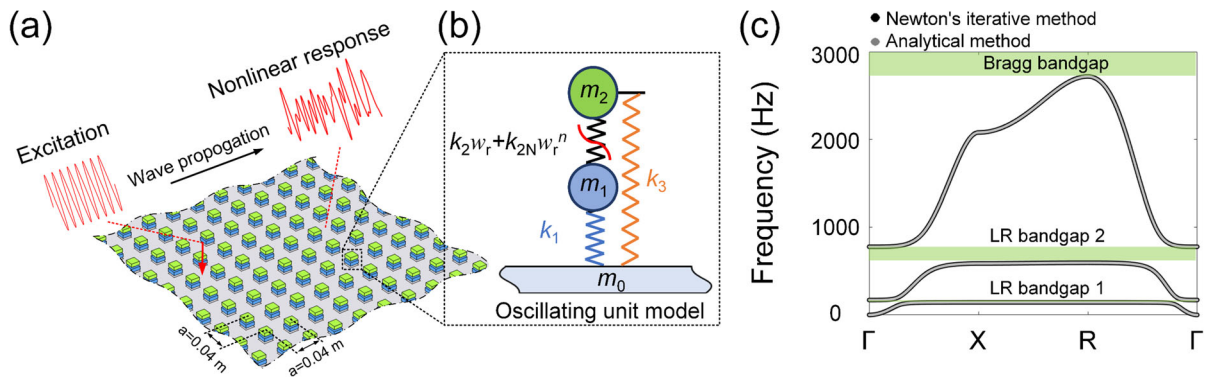 (a)
Excitation
Wave propogation
Nonlinear response
a=0.04 m
a=0.04 m
(b)
m2
k2wr+k2Nwr^n
m1
k1
k3
m0
Oscillating unit model
(c)
Newton's iterative method
Analytical method
Frequency (Hz)
3000
2000
1000
0
Bragg bandgap
LR bandgap 2
LR bandgap 1
Γ X R Γ